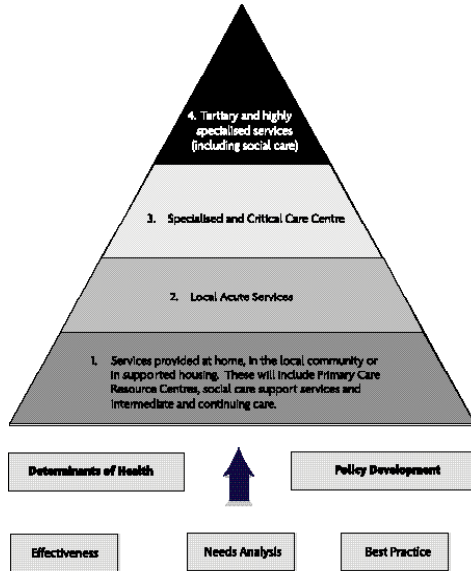 4. Tertiary and highly
specialised services
(including social care)
3. Specialised and Critical Care Centre
2. Local Acute Services
1. Services provided at home, in the local community or
in supported housing. These will include Primary Care
Resource Centres, social care support services and
intermediate and continuing care.
Determinants of Health
Policy Development
Effectiveness
Needs Analysis
Best Practice